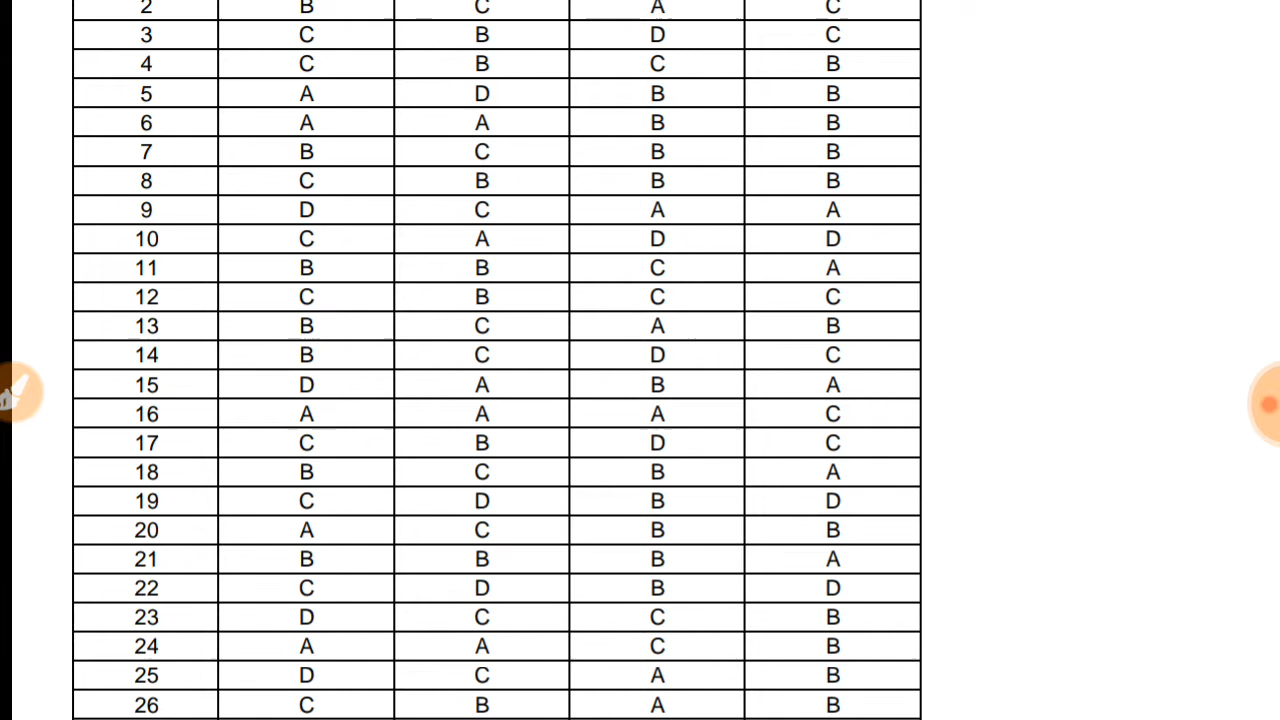 2 B C A C
3 C B D C
4 C B C B
5 A D B B
6 A A B B
7 B C B B
8 C B B B
9 D C A A
10 C A D D
11 B B C A
12 C B C C
13 B C A B
14 B C D C
15 D A B A
16 A A A C
17 C B D C
18 B C B A
19 C D B D
20 A C B B
21 B B B A
22 C D B D
23 D C C B
24 A A C B
25 D C A B
26 C B A B